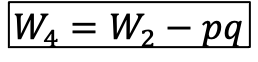 W₄ = W₂ − pq